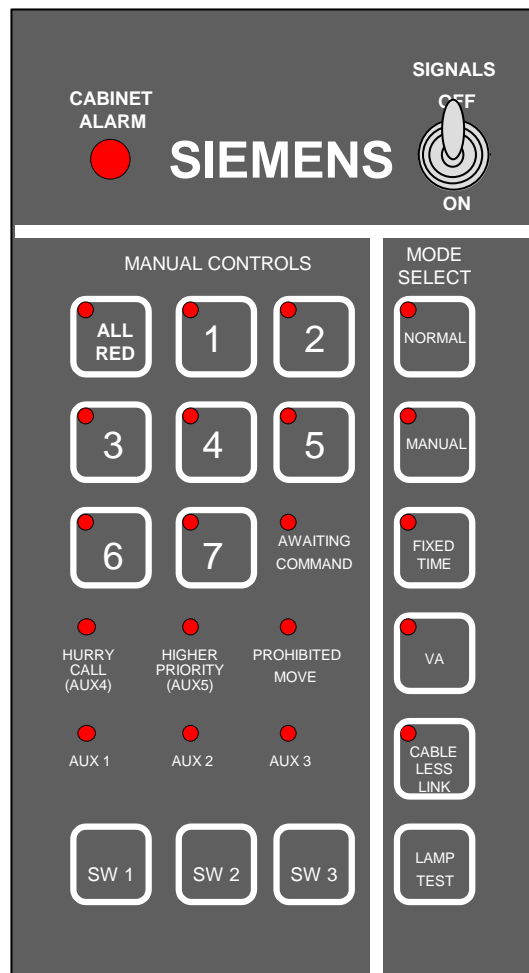 SIGNALS
OFF
CABINET
ALARM
SIEMENS
ON
MANUAL CONTROLS
ALL
RED
1
2
3
4
5
6
7
AWAITING
COMMAND
HURRY
CALL
(AUX4)
HIGHER
PRIORITY
(AUX5)
PROHIBITED
MOVE
AUX 1
AUX 2
AUX 3
SW 1
SW 2
SW 3
MODE
SELECT
NORMAL
MANUAL
FIXED
TIME
VA
CABLE
LESS
LINK
LAMP
TEST